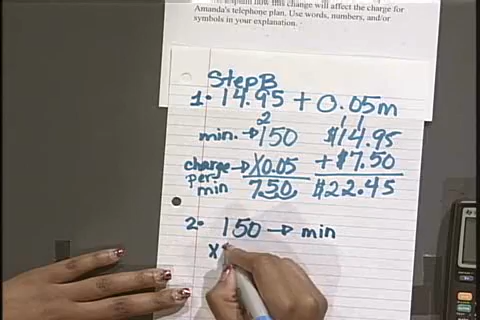 explain how this change will affect the charge for
Amanda's telephone plan. Use words, numbers, and/or
symbols in your explanation.
Step B
1. 14.95 + 0.05m
2 1 1
min. → 150 $14.95
charge → X0.05 + $7.50
per min 7.50 $22.45
2. 150 → min
X